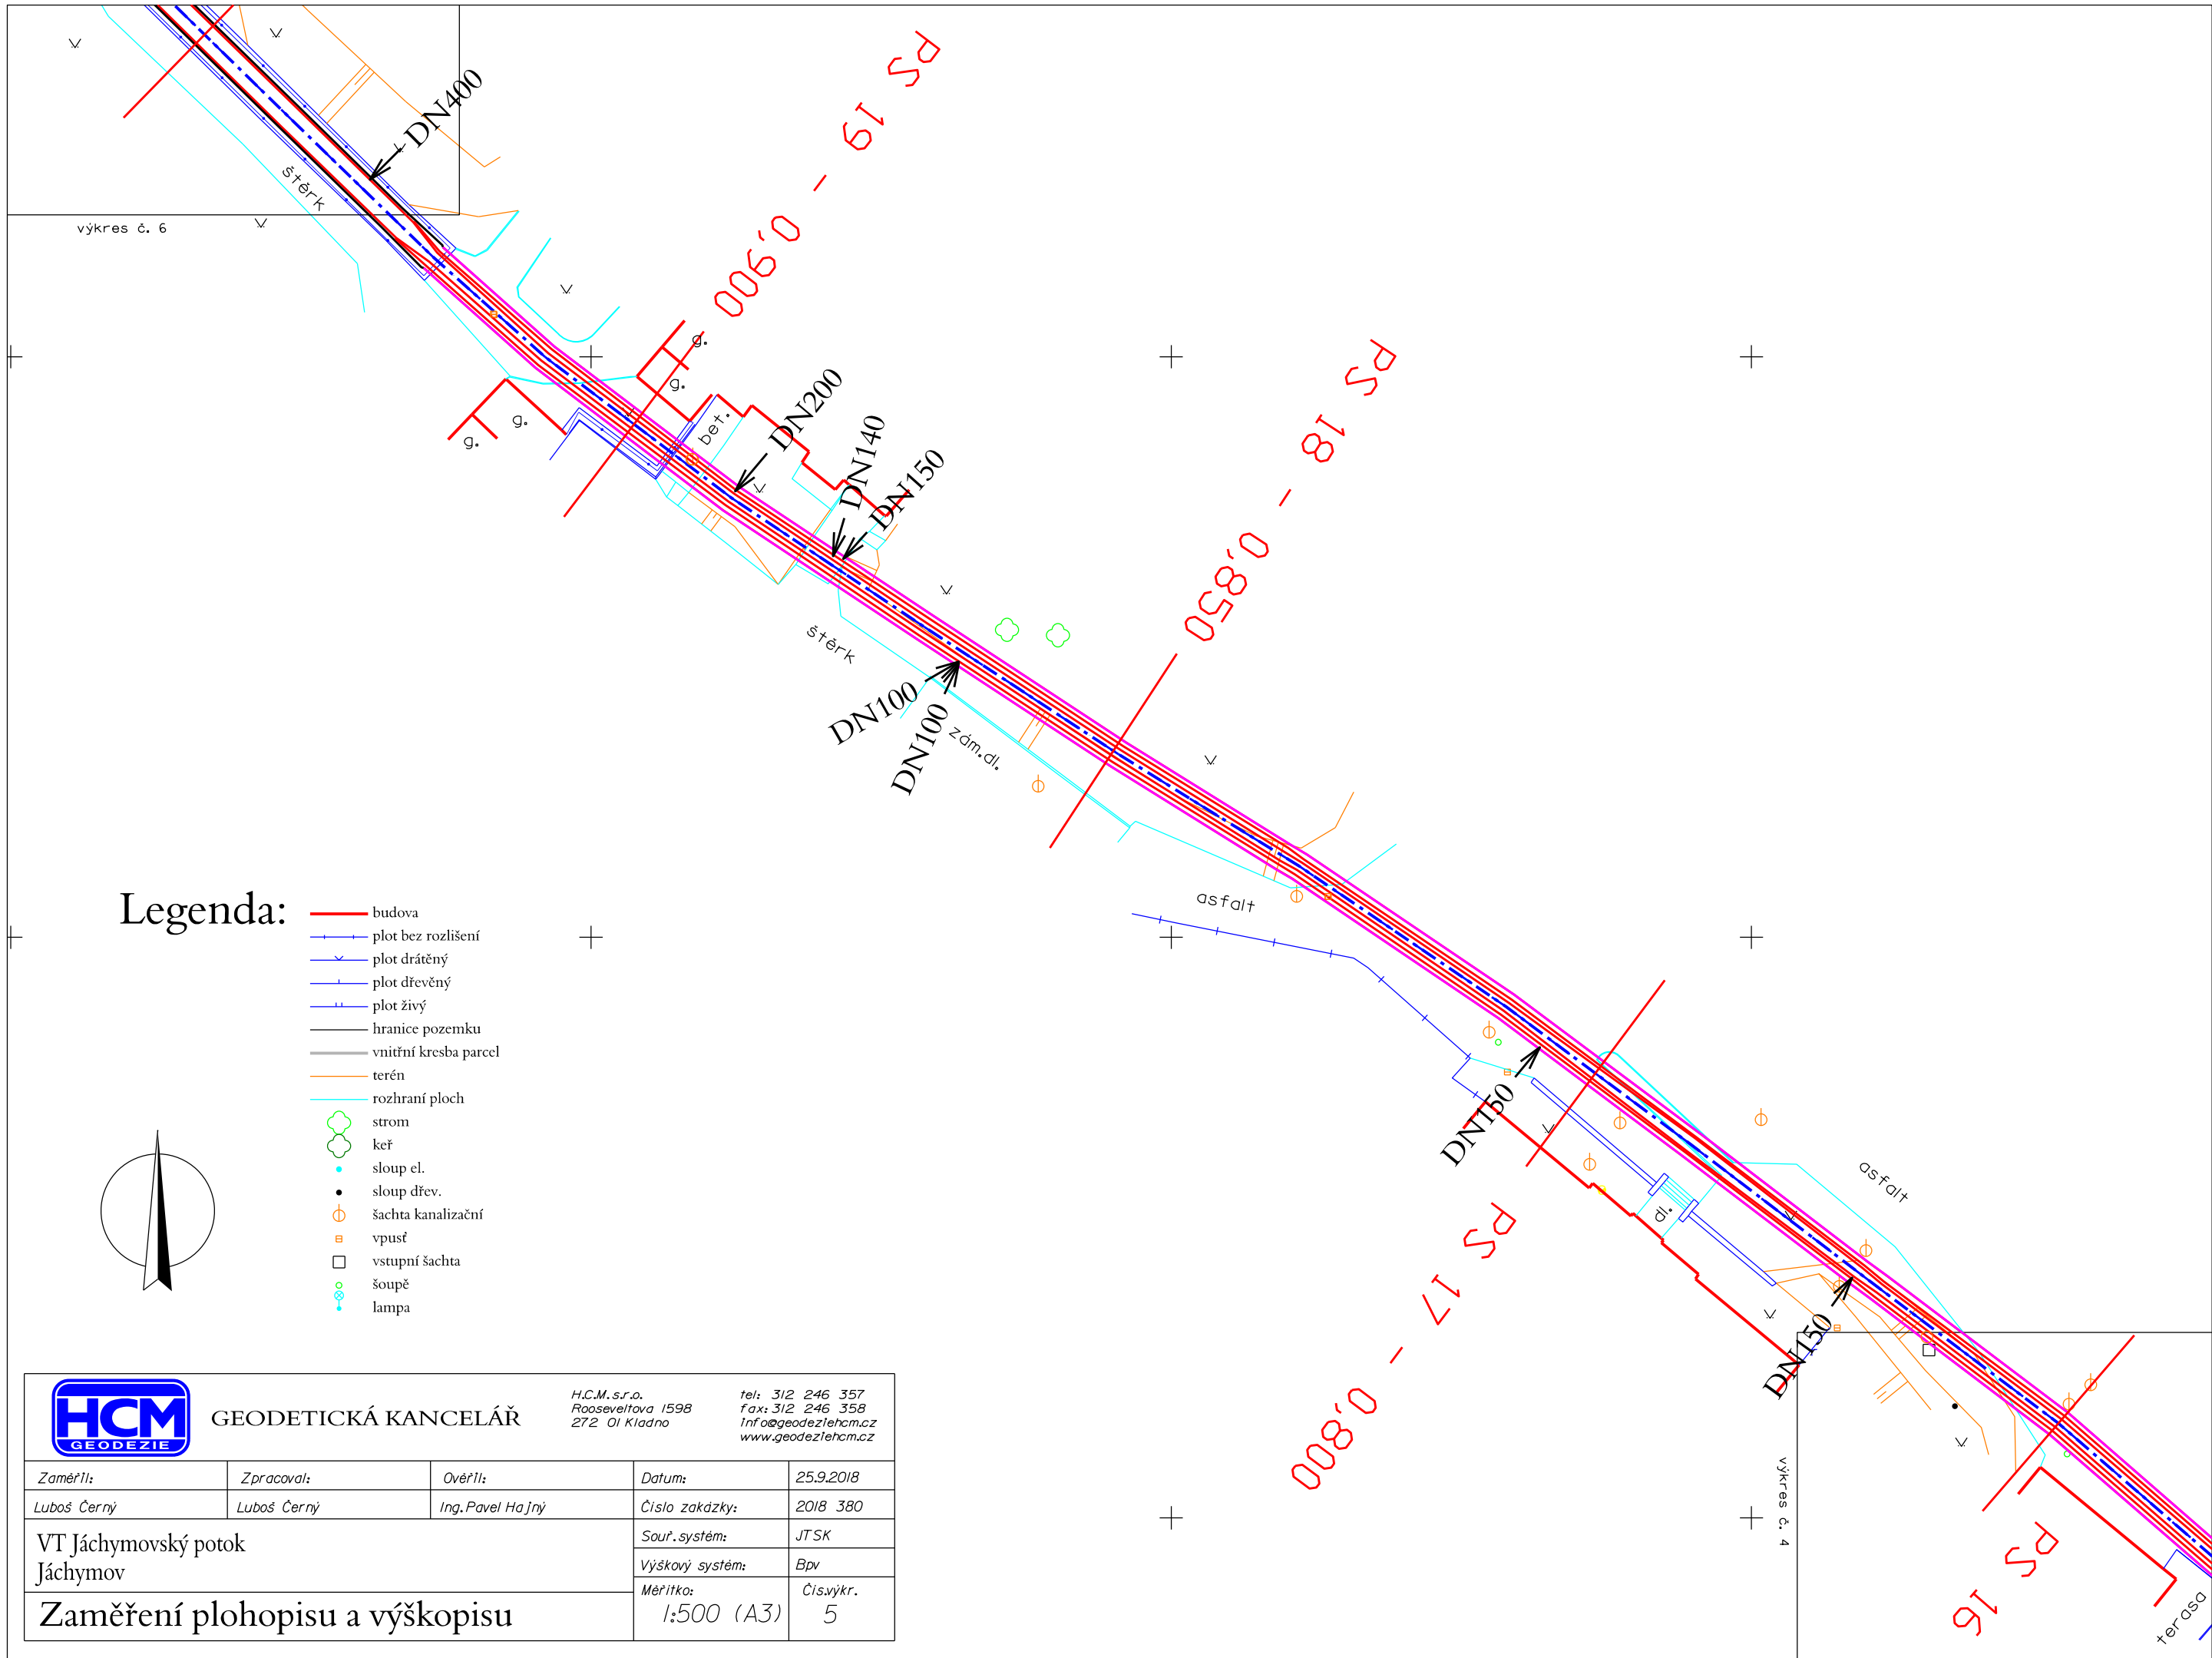 DN400
štěrk
výkres č. 6
PS 19 - 0,900
g.
g.
g.
g.
bet.
DN200
DN140
DN150
PS 18 - 0,850
štěrk
DN100
DN100
zám.dl.
asfalt
DN150
dl.
asfalt
PS 17 - 0,800
DN150
výkres č. 4
PS 16
terasa
Legenda:
budova
plot bez rozlišení
plot drátěný
plot dřevěný
plot živý
hranice pozemku
vnitřní kresba parcel
terén
rozhraní ploch
strom
keř
sloup el.
sloup dřev.
šachta kanalizační
vpusť
vstupní šachta
šoupě
lampa
HCM
GEODEZIE
GEODETICKÁ KANCELÁŘ
H.C.M. s.r.o.
Rooseveltova 1598
272 01 Kladno
tel: 312 246 357
fax: 312 246 358
info@geodeziehcm.cz
www.geodeziehcm.cz
Zaměřil: Zpracoval: Ověřil: Datum: 25.9.2018
Luboš Černý Luboš Černý Ing.Pavel Hajný Číslo zakázky: 2018 380
VT Jáchymovský potok
Jáchymov
Souř.systém: JTSK
Výškový systém: Bpv
Měřítko: Čís.výkr.
1:500 (A3) 5
Zaměření plohopisu a výškopisu